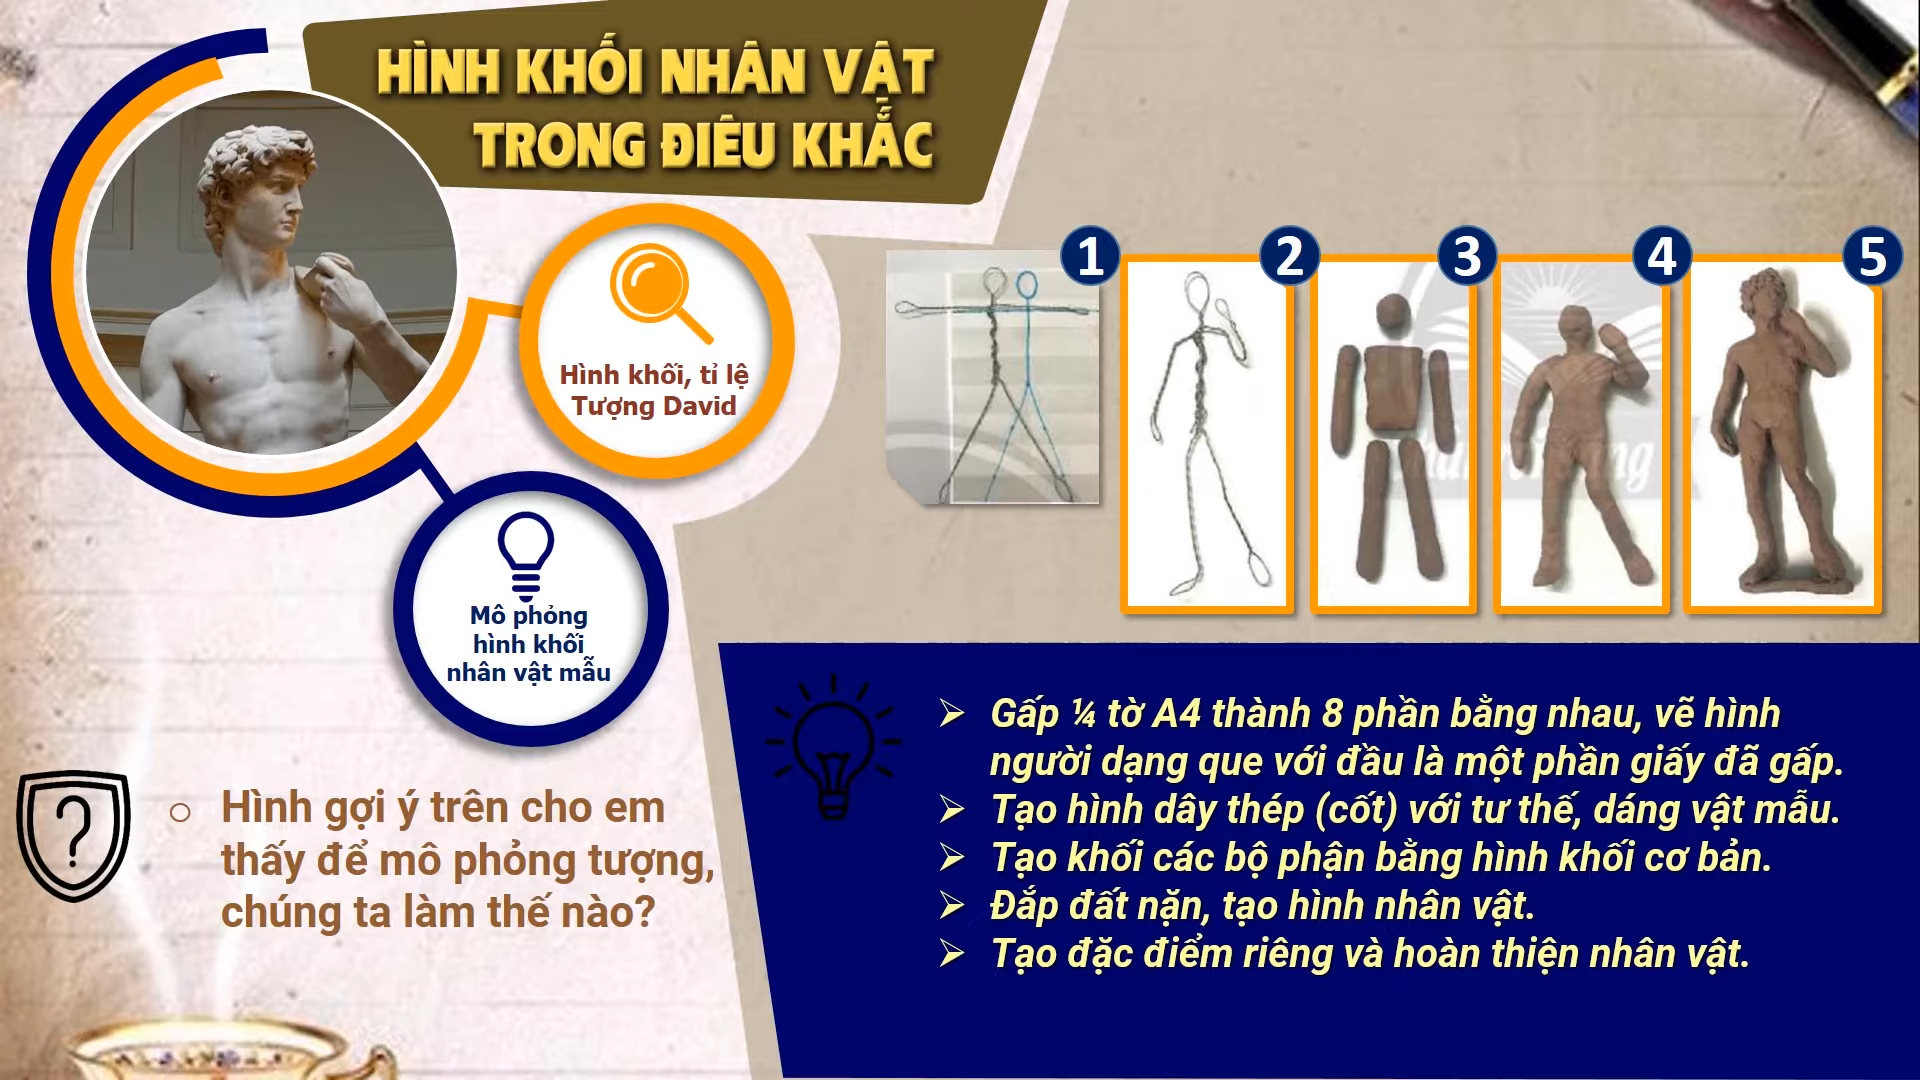 HÌNH KHỐI NHÂN VẬT
TRONG ĐIÊU KHẮC
Hình khối, tỉ lệ
Tượng David
Mô phỏng
hình khối
nhân vật mẫu
1
2
3
4
5
Hình gợi ý trên cho em
thấy để mô phỏng tượng,
chúng ta làm thế nào?
Gấp ¼ tờ A4 thành 8 phần bằng nhau, vẽ hình
người dạng que với đầu là một phần giấy đã gấp.
Tạo hình dây thép (cốt) với tư thế, dáng vật mẫu.
Tạo khối các bộ phận bằng hình khối cơ bản.
Đắp đất nặn, tạo hình nhân vật.
Tạo đặc điểm riêng và hoàn thiện nhân vật.